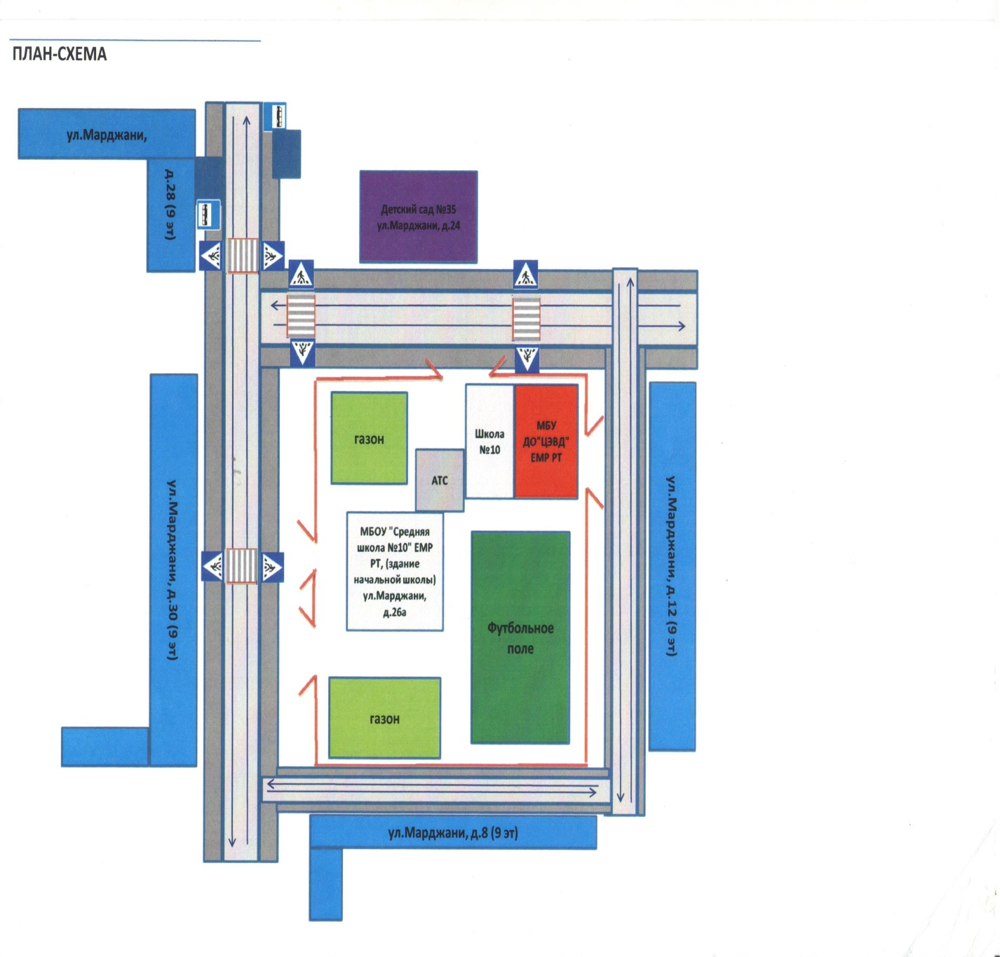 ПЛАН-СХЕМА
ул.Марджани,
д.28 (9 эт)
Детский сад №35
ул.Марджани, д.24
газон
Школа
№10
МБУ
ДО"ЦЭВД"
ЕМР РТ
АТС
МБОУ "Средняя
школа №10" ЕМР
РТ, (здание
начальной школы)
ул.Марджани,
д.26а
Футбольное
поле
ул.Марджани, д.30 (9 эт)
ул.Марджани, д.12 (9 эт)
газон
ул.Марджани, д.8 (9 эт)